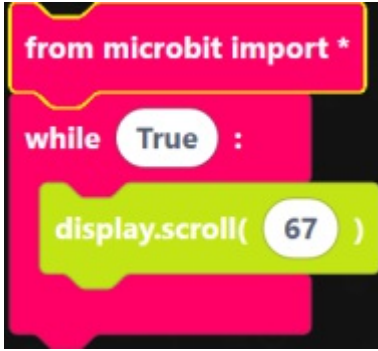 from microbit import *
while True :
display.scroll( 67 )